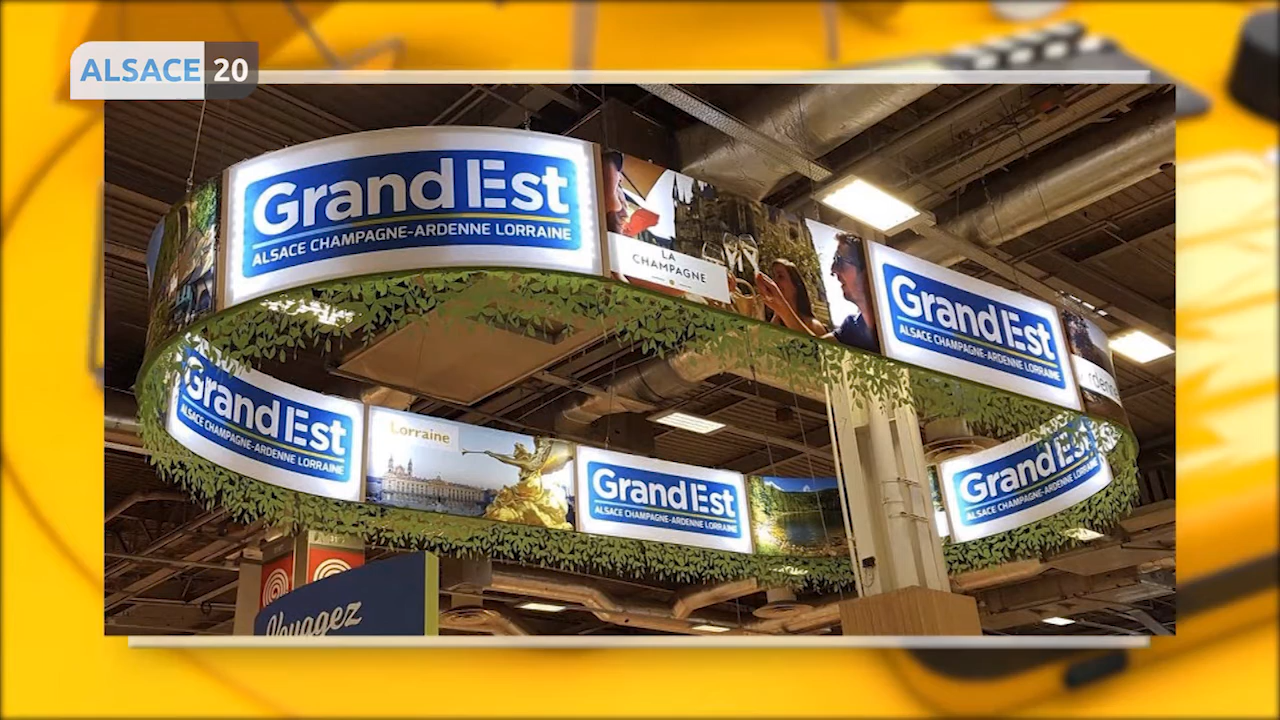 ALSACE 20
Grand Est
ALSACE CHAMPAGNE-ARDENNE LORRAINE
LA
CHAMPAGNE
Grand Est
ALSACE CHAMPAGNE-ARDENNE LORRAINE
rdenne
Grand Est
ALSACE CHAMPAGNE-ARDENNE LORRAINE
Lorraine
Grand Est
ALSACE CHAMPAGNE-ARDENNE LORRAINE
Grand Est
ALSACE CHAMPAGNE-ARDENNE LORRAINE
Voyagez